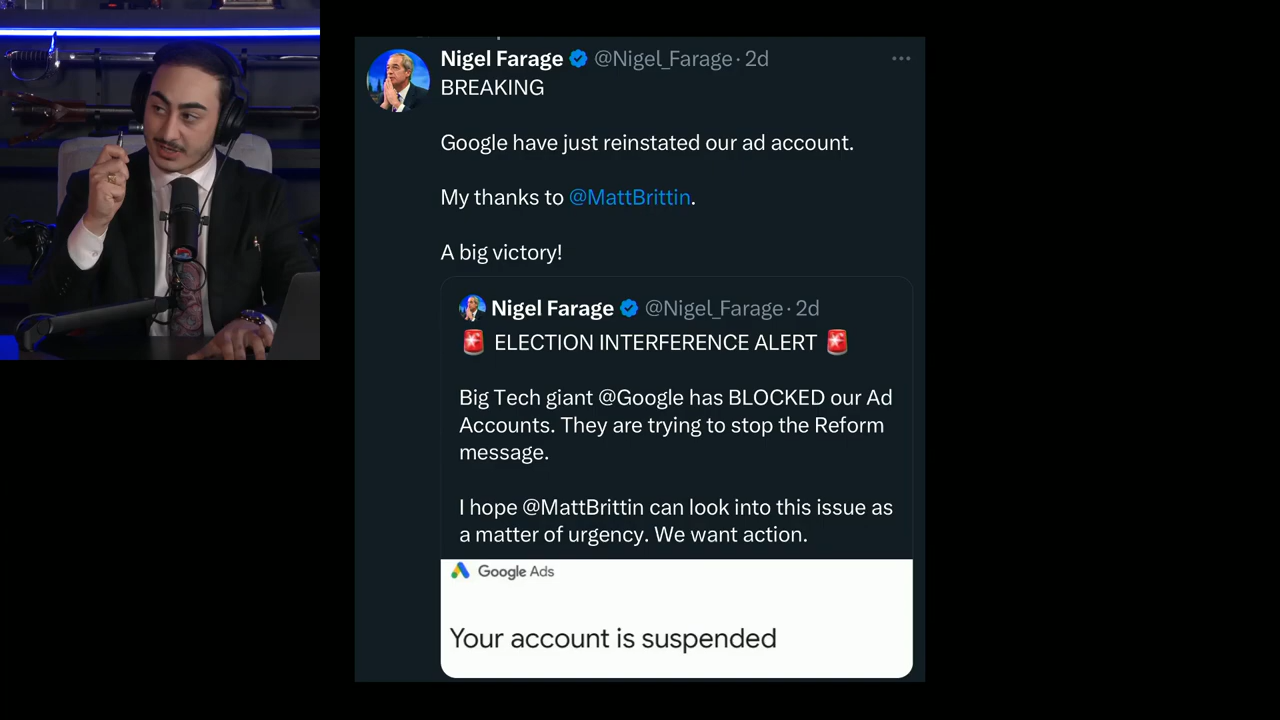 Nigel Farage @Nigel_Farage · 2d
BREAKING
Google have just reinstated our ad account.
My thanks to @MattBrittin.
A big victory!
Nigel Farage @Nigel_Farage · 2d
🚨 ELECTION INTERFERENCE ALERT 🚨
Big Tech giant @Google has BLOCKED our Ad
Accounts. They are trying to stop the Reform
message.
I hope @MattBrittin can look into this issue as
a matter of urgency. We want action.
Google Ads
Your account is suspended